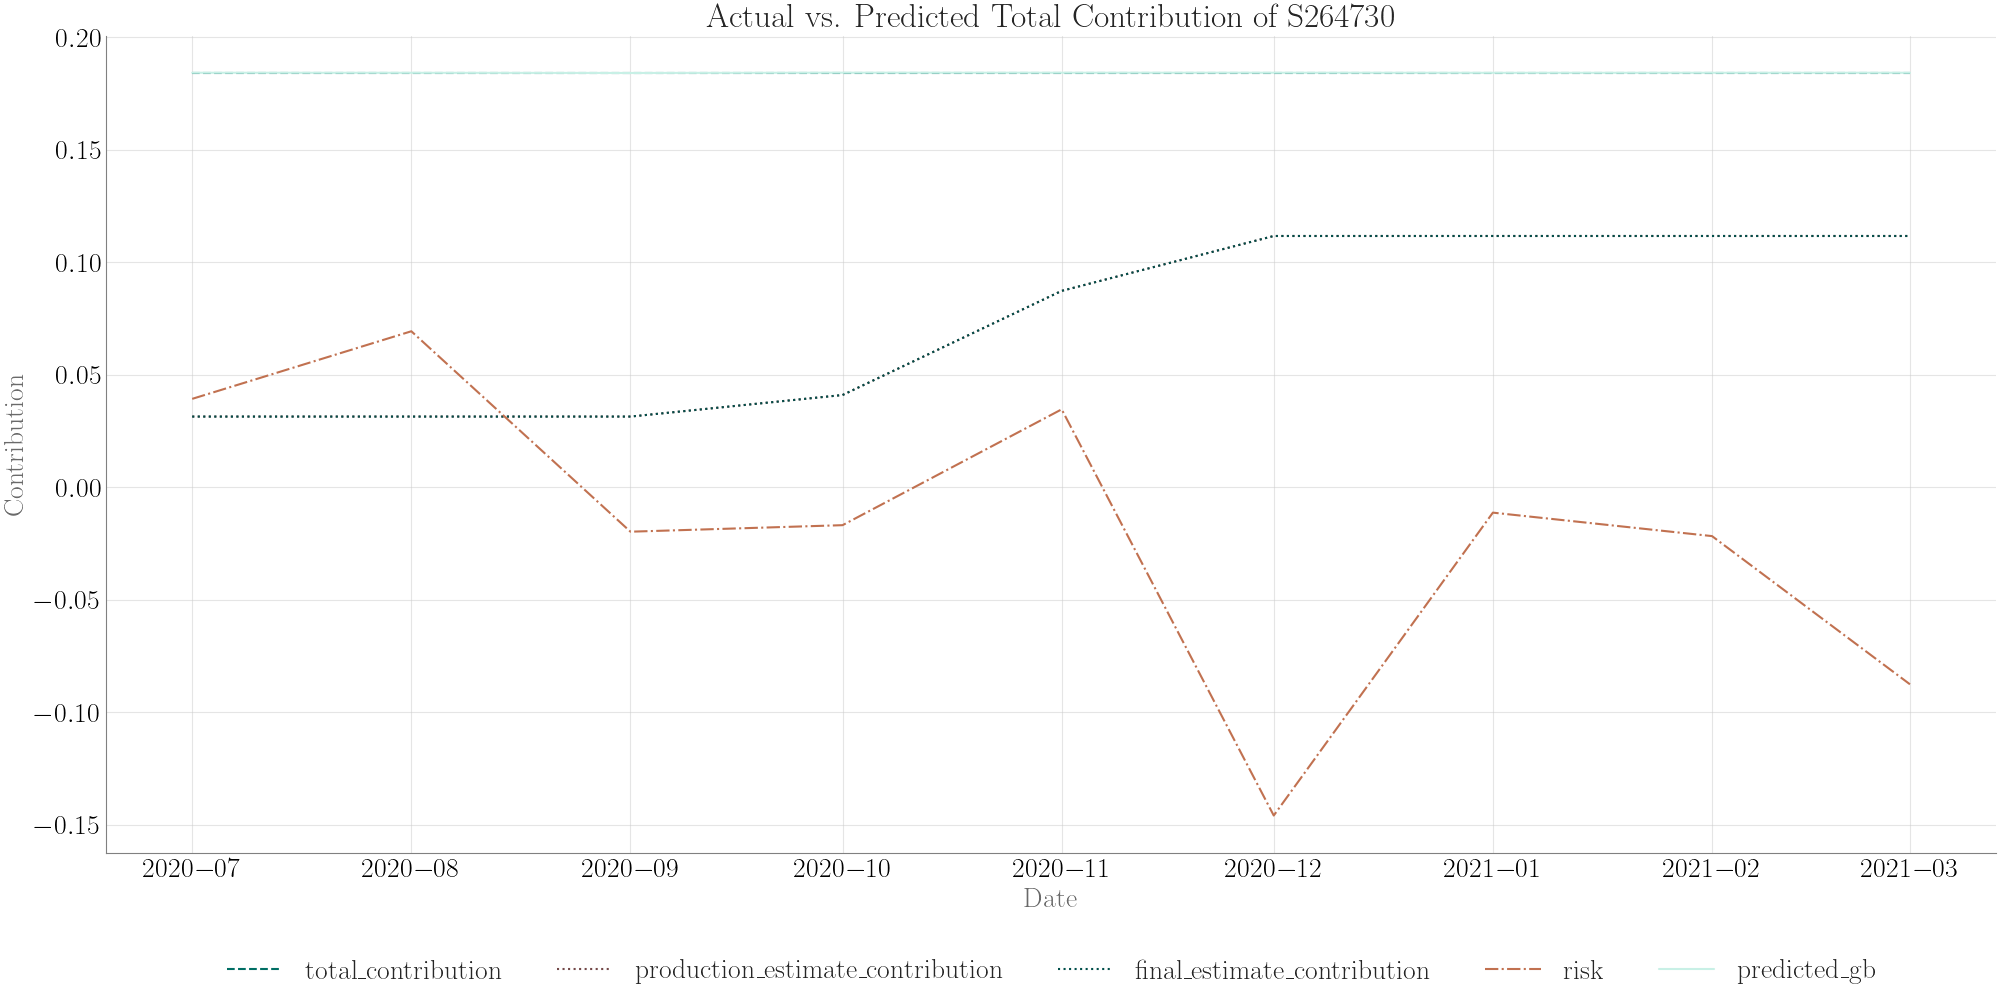 Actual vs. Predicted Total Contribution of S264730
0.20
0.15
0.10
0.05
0.00
−0.05
−0.10
−0.15
Contribution
2020−07 2020−08 2020−09 2020−10 2020−11 2020−12 2021−01 2021−02 2021−03
Date
total_contribution production_estimate_contribution final_estimate_contribution risk predicted_gb